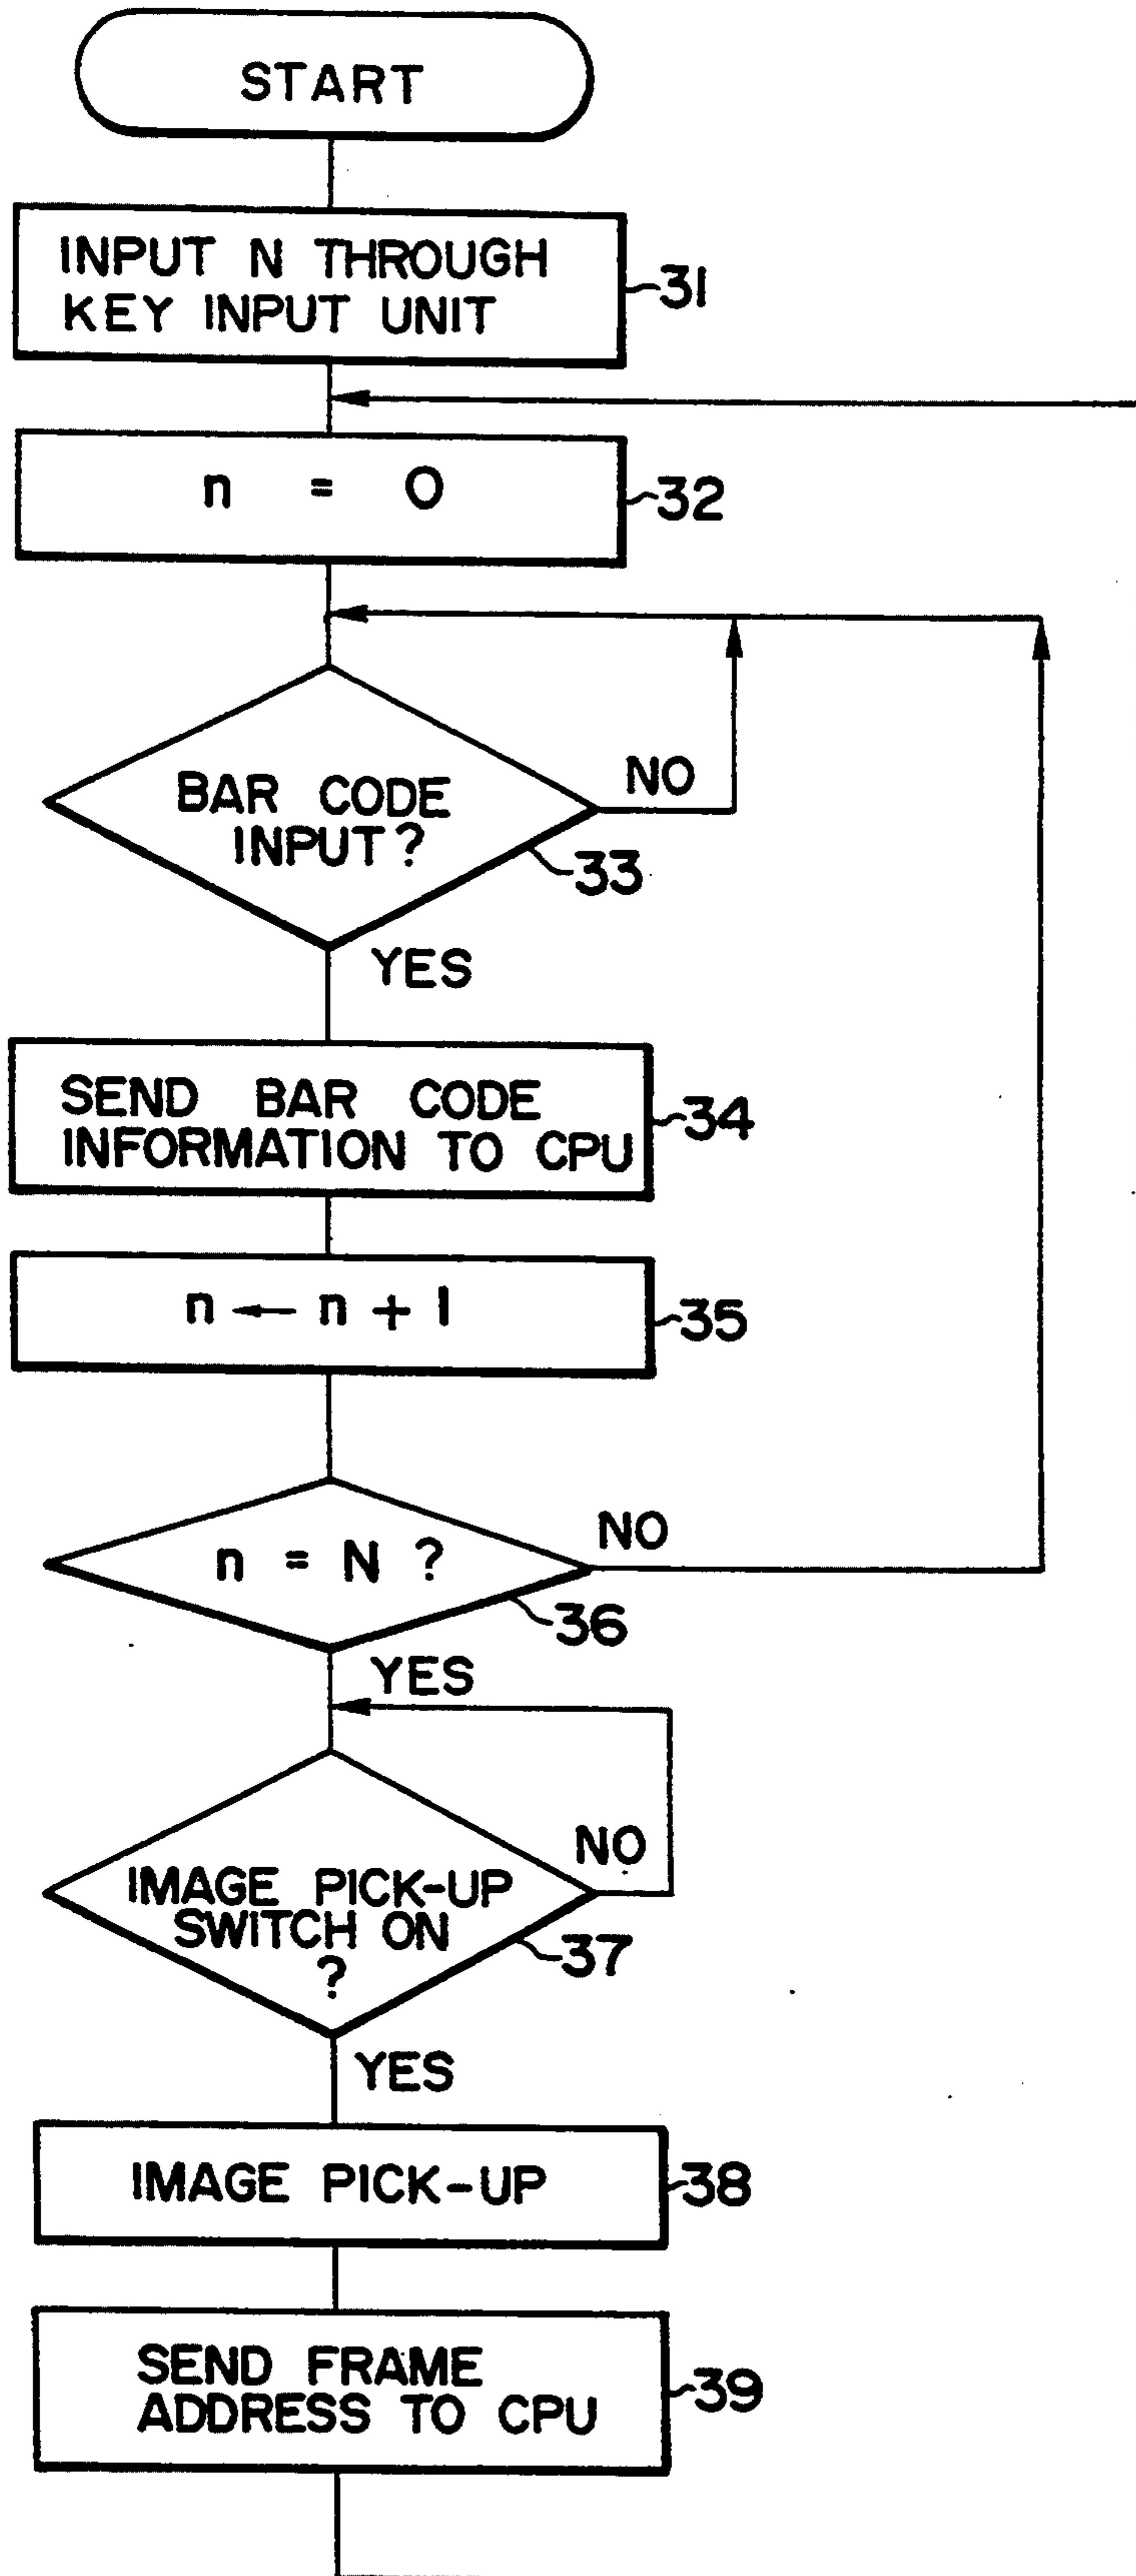 START
INPUT N THROUGH
KEY INPUT UNIT
31
n = 0
32
NO
BAR CODE
INPUT?
33
YES
SEND BAR CODE
INFORMATION TO CPU
34
n ← n + 1
35
NO
n = N ?
36
YES
NO
IMAGE PICK-UP
SWITCH ON
?
37
YES
IMAGE PICK-UP
38
SEND FRAME
ADDRESS TO CPU
39